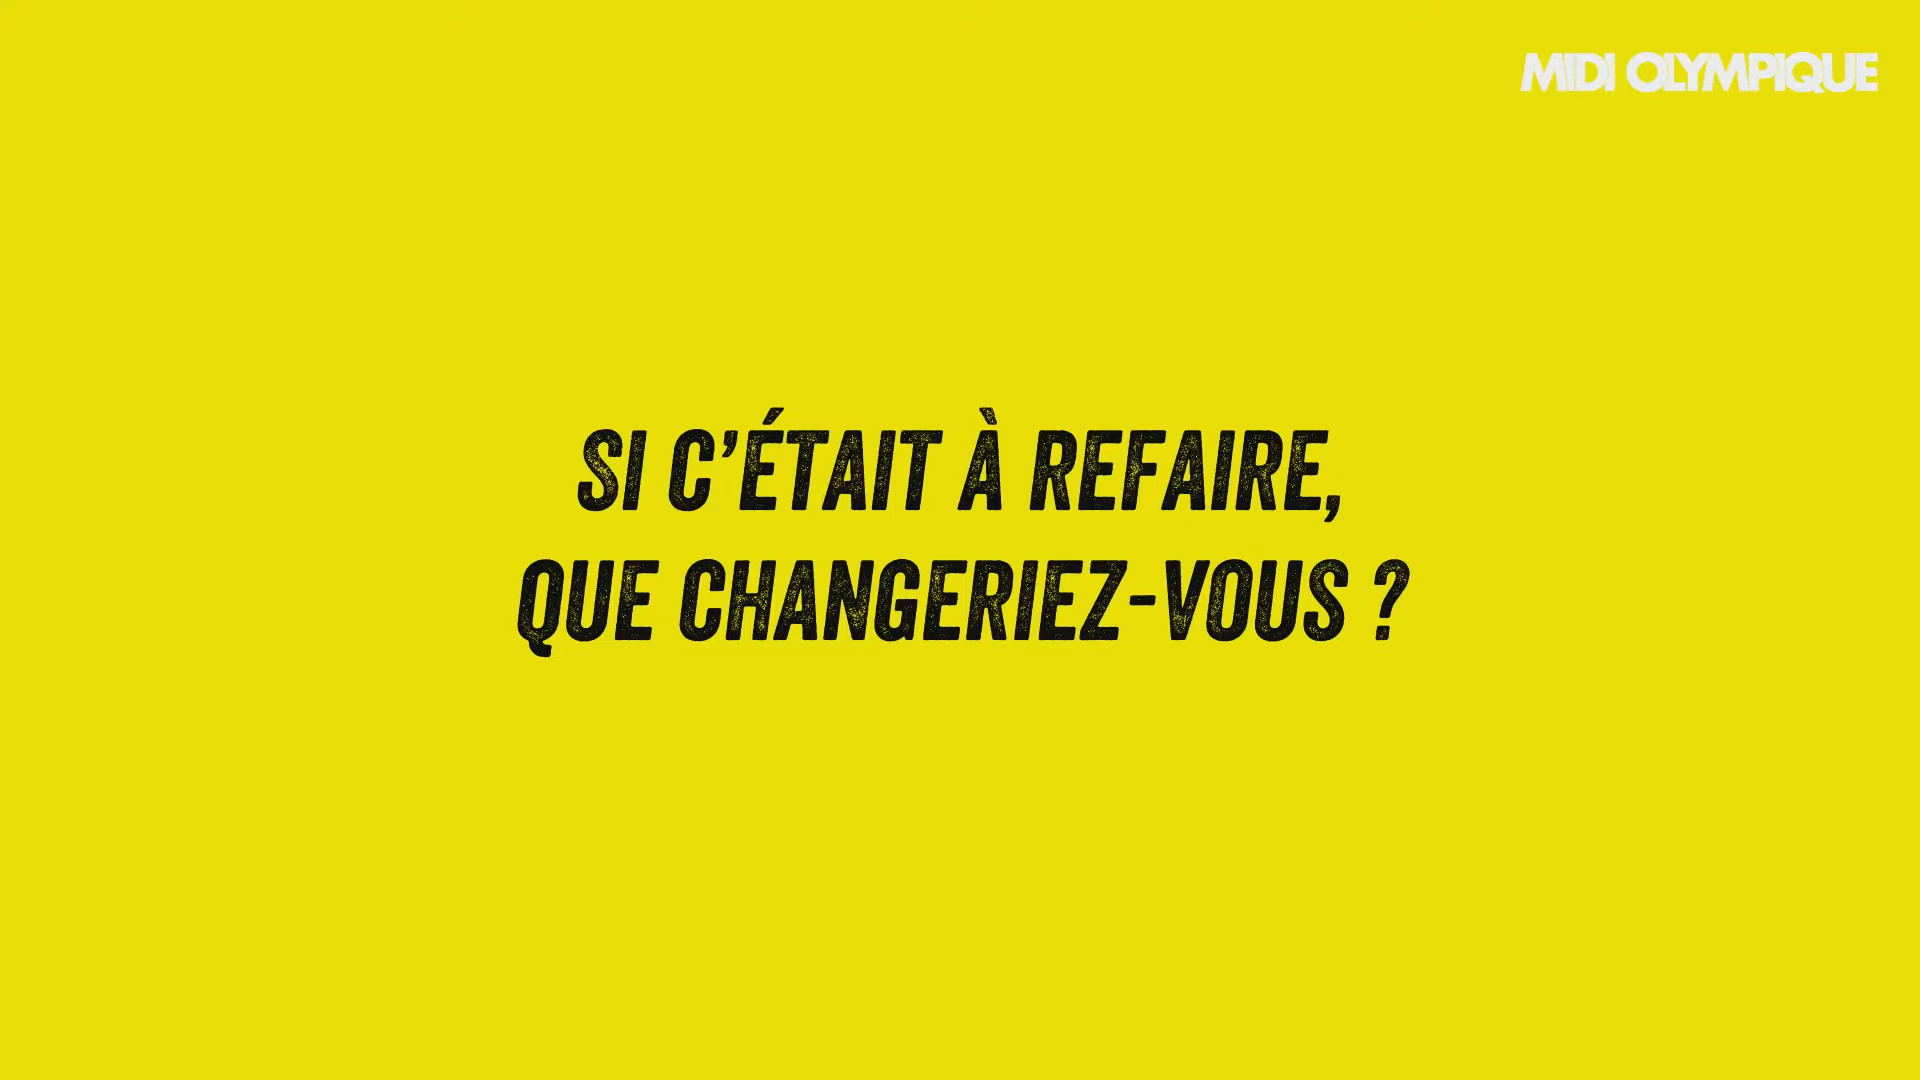 MIDI OLYMPIQUE
SI C’ÉTAIT À REFAIRE,
QUE CHANGERIEZ-VOUS ?